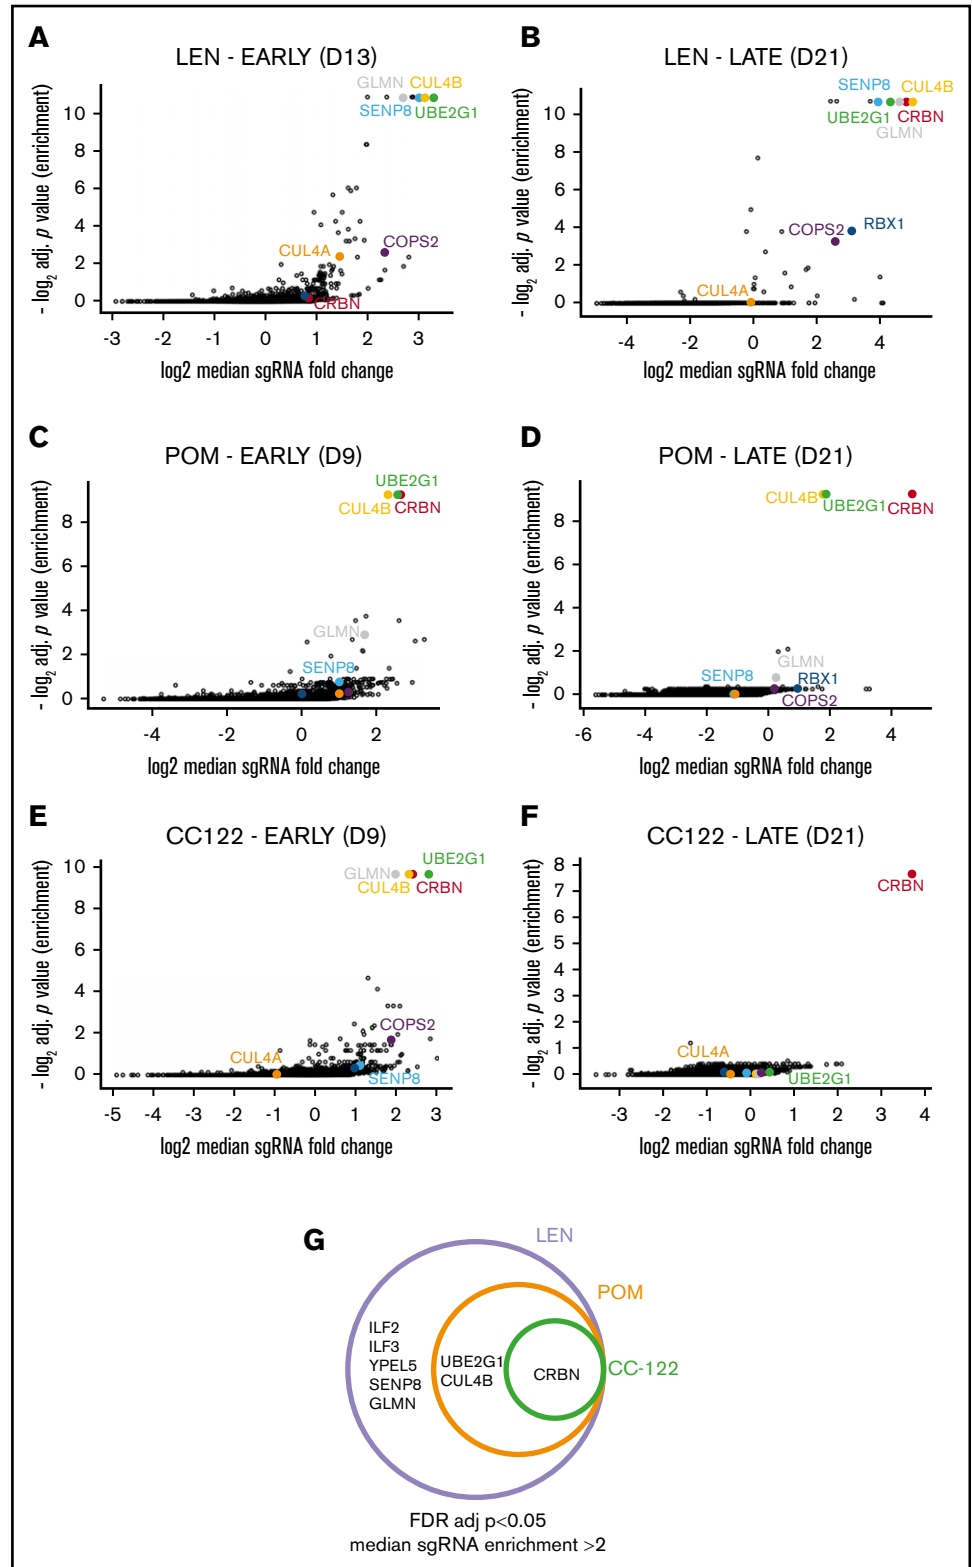 A
LEN - EARLY (D13)
- log2 adj. p value (enrichment)
10
8
6
4
2
0
GLMN CUL4B
SENP8 UBE2G1
COPS2
CUL4A
CRBN
-3 -2 -1 0 1 2 3
log2 median sgRNA fold change
B
LEN - LATE (D21)
- log2 adj. p value (enrichment)
10
8
6
4
2
0
SENP8 CUL4B
UBE2G1 CRBN
GLMN
COPS2 RBX1
CUL4A
-4 -2 0 2 4
log2 median sgRNA fold change
C
POM - EARLY (D9)
- log2 adj. p value (enrichment)
8
6
4
2
0
UBE2G1
CUL4B CRBN
GLMN
SENP8
-4 -2 0 2
log2 median sgRNA fold change
D
POM - LATE (D21)
- log2 adj. p value (enrichment)
8
6
4
2
0
CUL4B UBE2G1 CRBN
GLMN
SENP8 RBX1
COPS2
-6 -4 -2 0 2 4
log2 median sgRNA fold change
E
CC122 - EARLY (D9)
- log2 adj. p value (enrichment)
10
8
6
4
2
0
UBE2G1
GLMN
CUL4B CRBN
COPS2
CUL4A
SENP8
-5 -4 -3 -2 -1 0 1 2 3
log2 median sgRNA fold change
F
CC122 - LATE (D21)
- log2 adj. p value (enrichment)
8
7
6
5
4
3
2
1
0
CRBN
CUL4A
UBE2G1
-3 -2 -1 0 1 2 3 4
log2 median sgRNA fold change
G
LEN
POM
CC-122
ILF2
ILF3
YPEL5
SENP8
GLMN
UBE2G1
CUL4B
CRBN
FDR adj p<0.05
median sgRNA enrichment >2